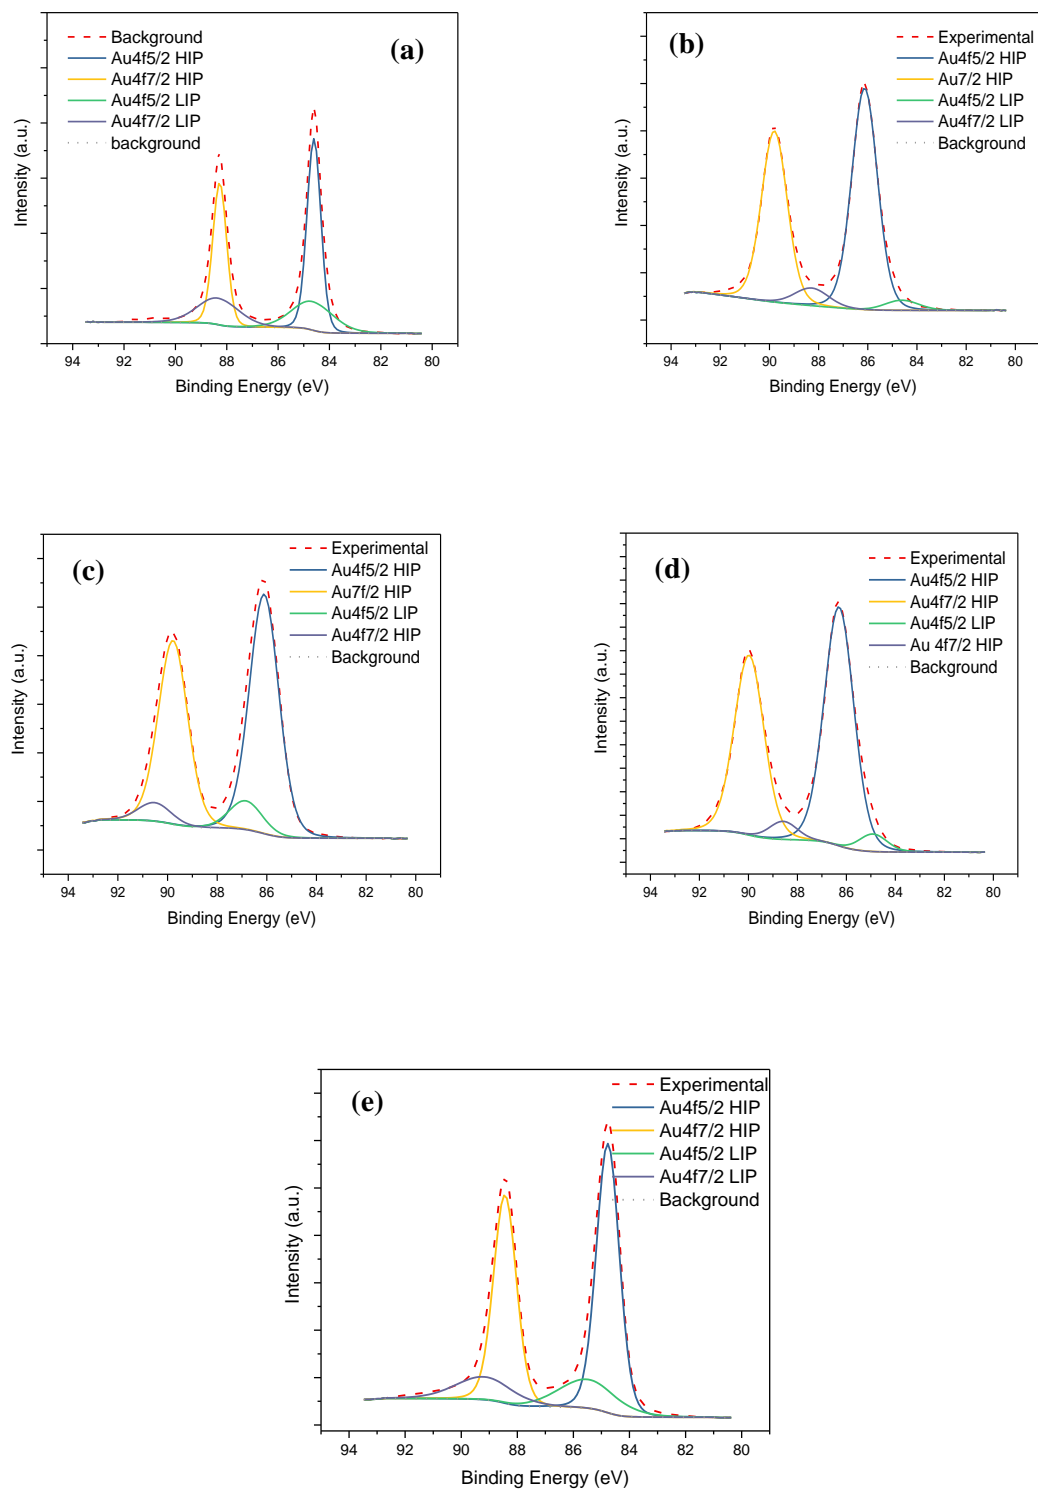 Background
Au4f5/2 HIP
Au4f7/2 HIP
Au4f5/2 LIP
Au4f7/2 LIP
background
(a)
Intensity (a.u.)
94 92 90 88 86 84 82 80
Binding Energy (eV)
(b)
Experimental
Au4f5/2 HIP
Au7/2 HIP
Au4f5/2 LIP
Au4f7/2 LIP
Background
Intensity (a.u.)
94 92 90 88 86 84 82 80
Binding Energy (eV)
(c)
Experimental
Au4f5/2 HIP
Au7f/2 HIP
Au4f5/2 LIP
Au4f7/2 HIP
Background
Intensity (a.u.)
94 92 90 88 86 84 82 80
Binding Energy (eV)
(d)
Experimental
Au4f5/2 HIP
Au4f7/2 HIP
Au4f5/2 LIP
Au 4f7/2 HIP
Background
Intensity (a.u.)
94 92 90 88 86 84 82 80
Binding Energy (eV)
(e)
Experimental
Au4f5/2 HIP
Au4f7/2 HIP
Au4f5/2 LIP
Au4f7/2 LIP
Background
Intensity (a.u.)
94 92 90 88 86 84 82 80
Binding Energy (eV)